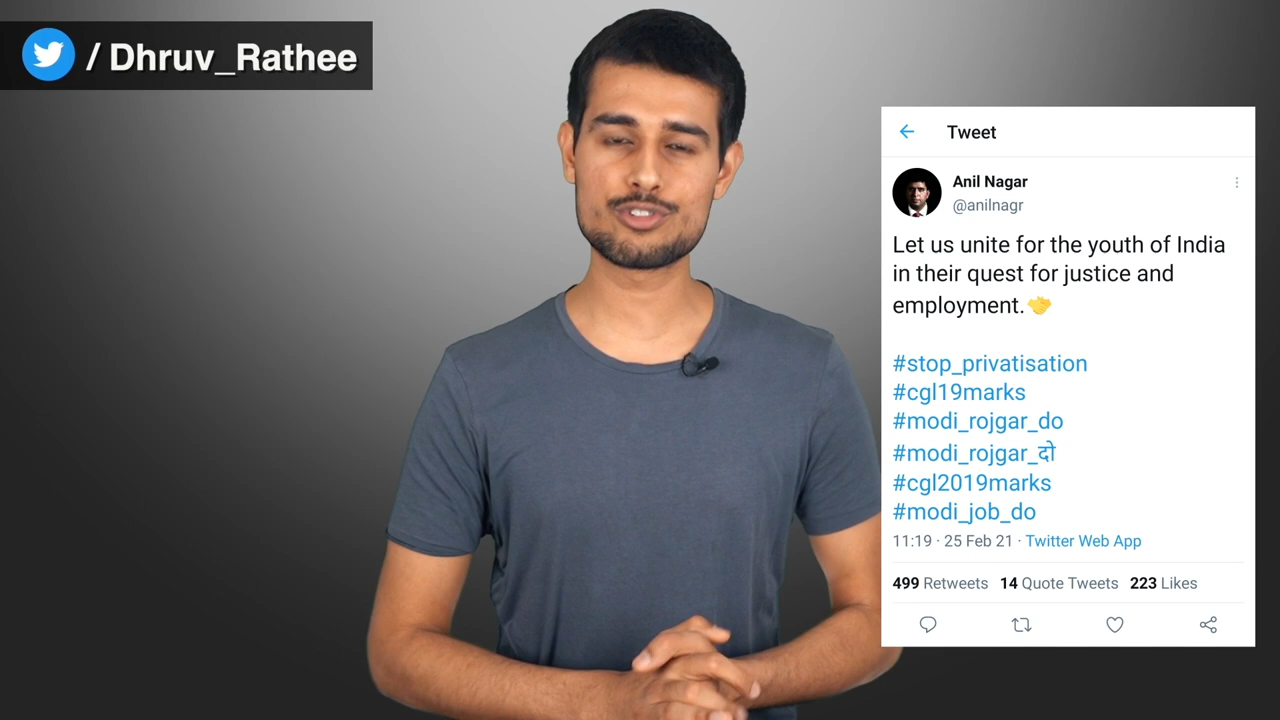 / Dhruv_Rathee
Tweet
Anil Nagar
@anilnagr
Let us unite for the youth of India
in their quest for justice and
employment.🤝
#stop_privatisation
#cgl19marks
#modi_rojgar_do
#modi_rojgar_दो
#cgl2019marks
#modi_job_do
11:19 · 25 Feb 21 · Twitter Web App
499 Retweets 14 Quote Tweets 223 Likes